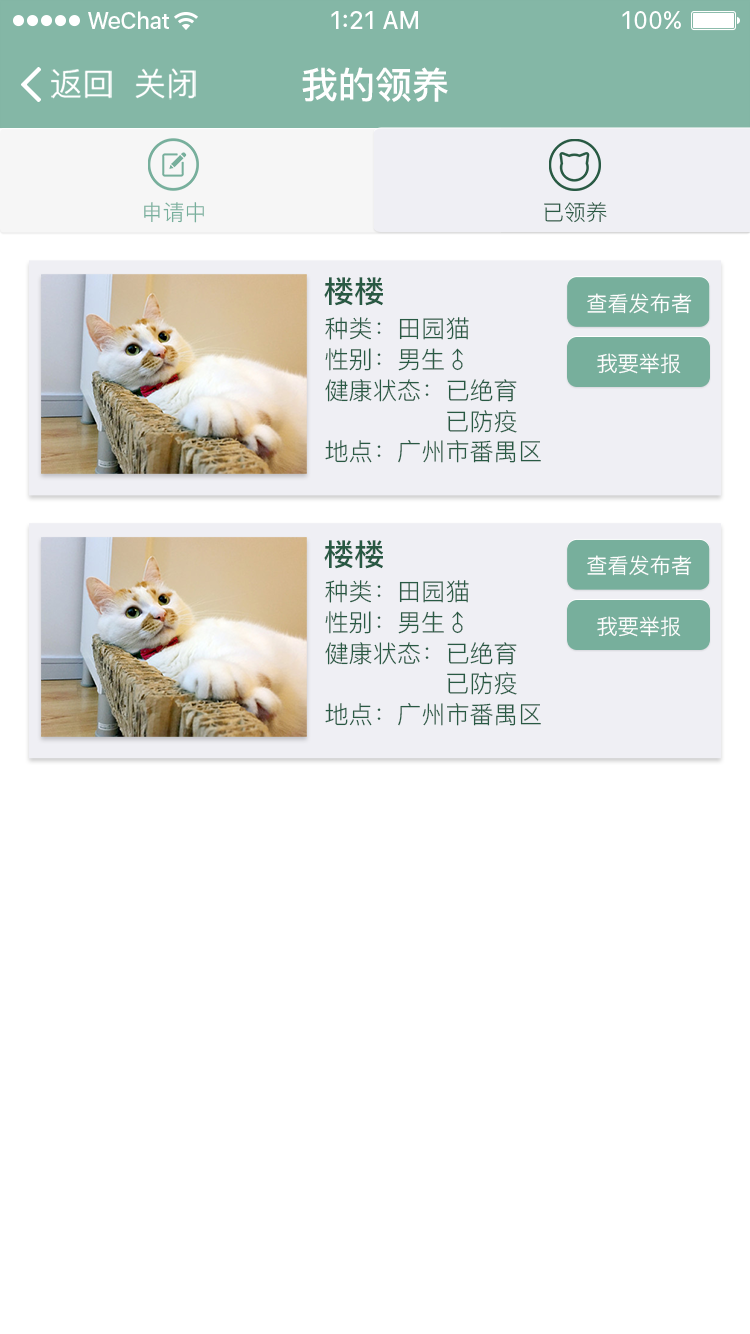 WeChat 1:21 AM 100%
返回 关闭 我的领养
申请中 已领养
楼楼
查看发布者
种类：田园猫
性别：男生♂
我要举报
健康状态：已绝育
已防疫
地点：广州市番禺区
楼楼
查看发布者
种类：田园猫
性别：男生♂
我要举报
健康状态：已绝育
已防疫
地点：广州市番禺区